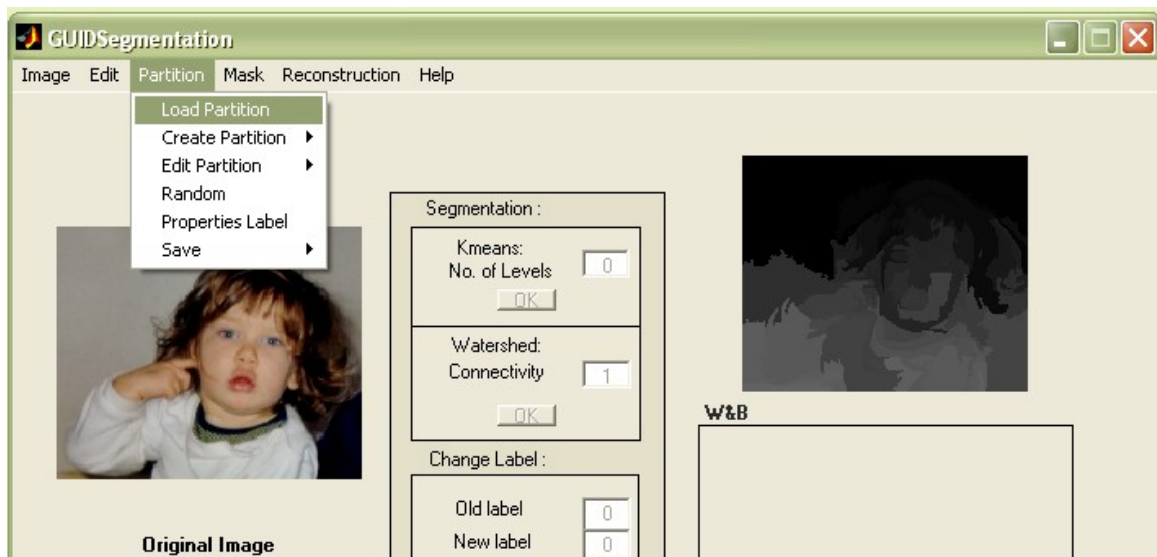 GUIDSegmentation
Image Edit Partition Mask Reconstruction Help
Load Partition
Create Partition
Edit Partition
Random
Properties Label
Save
Original Image
Segmentation :
Kmeans:
No. of Levels 0
OK
Watershed:
Connectivity 1
OK
Change Label :
Old label 0
New label 0
W&B